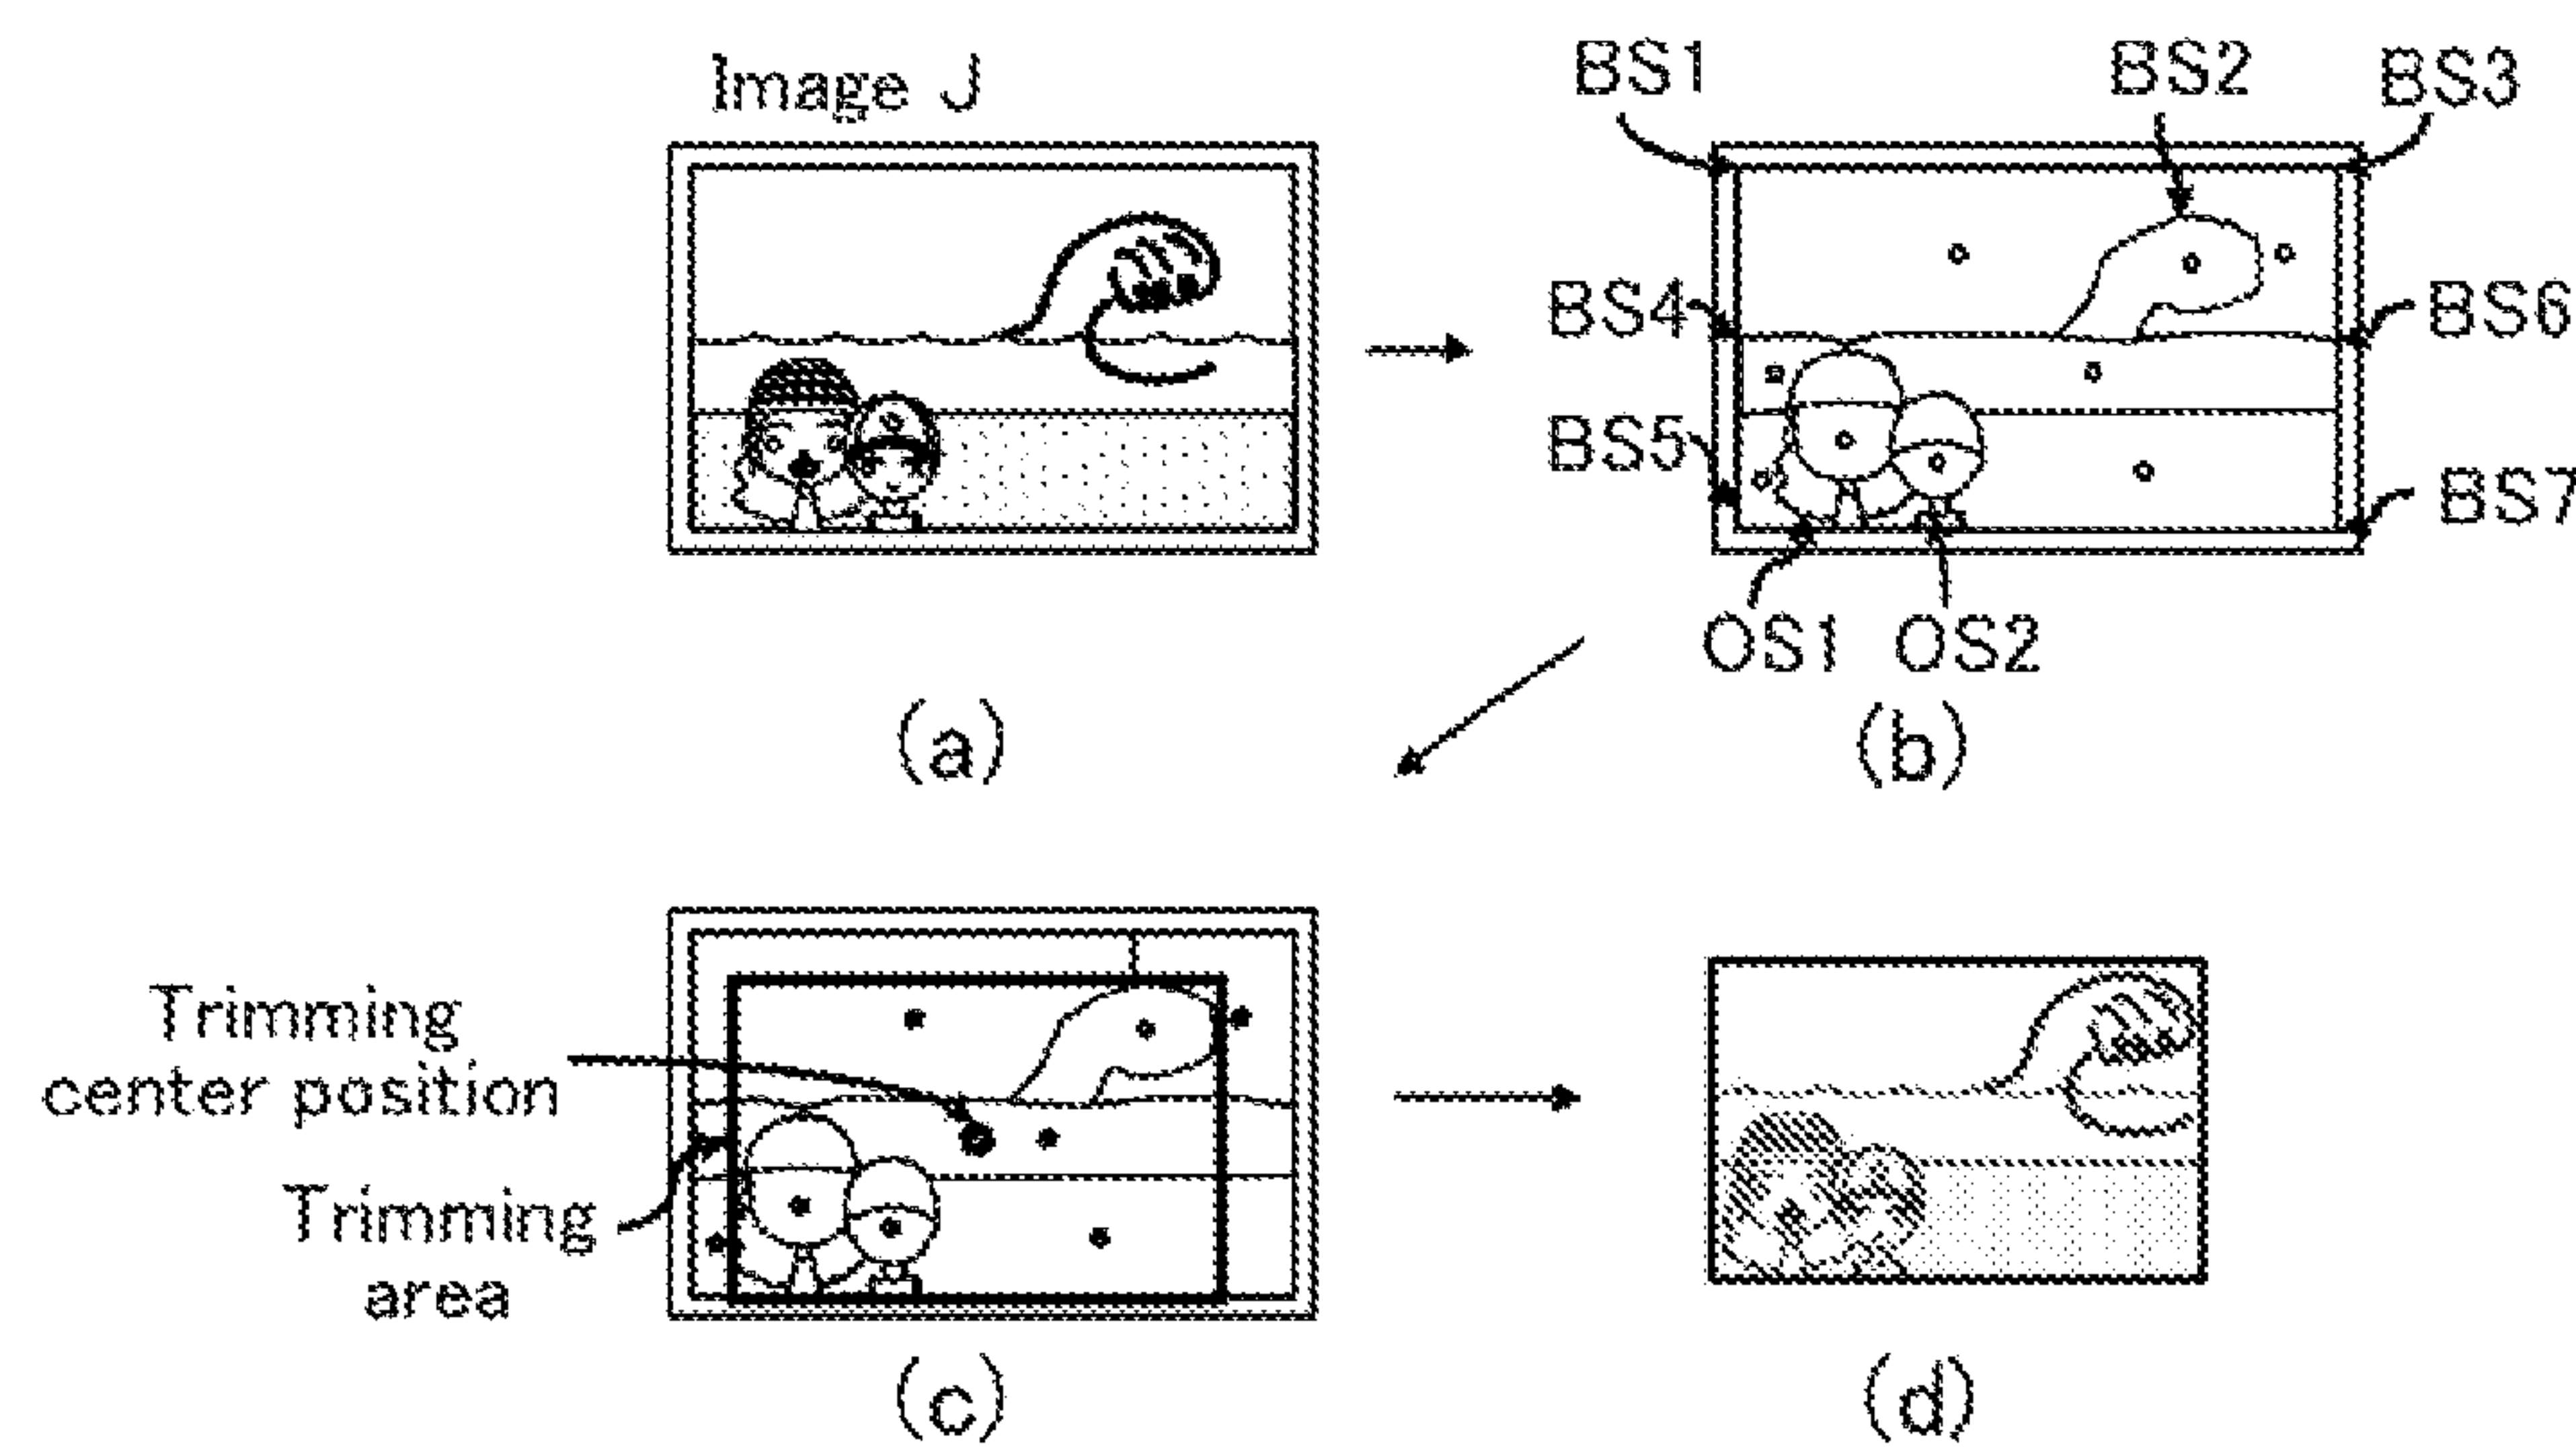 Image J
BS1 BS2 BS3
BS4 BS6
BS5 BS7
OS1 OS2
(a) (b)
Trimming
center position
Trimming
area
(c) (d)